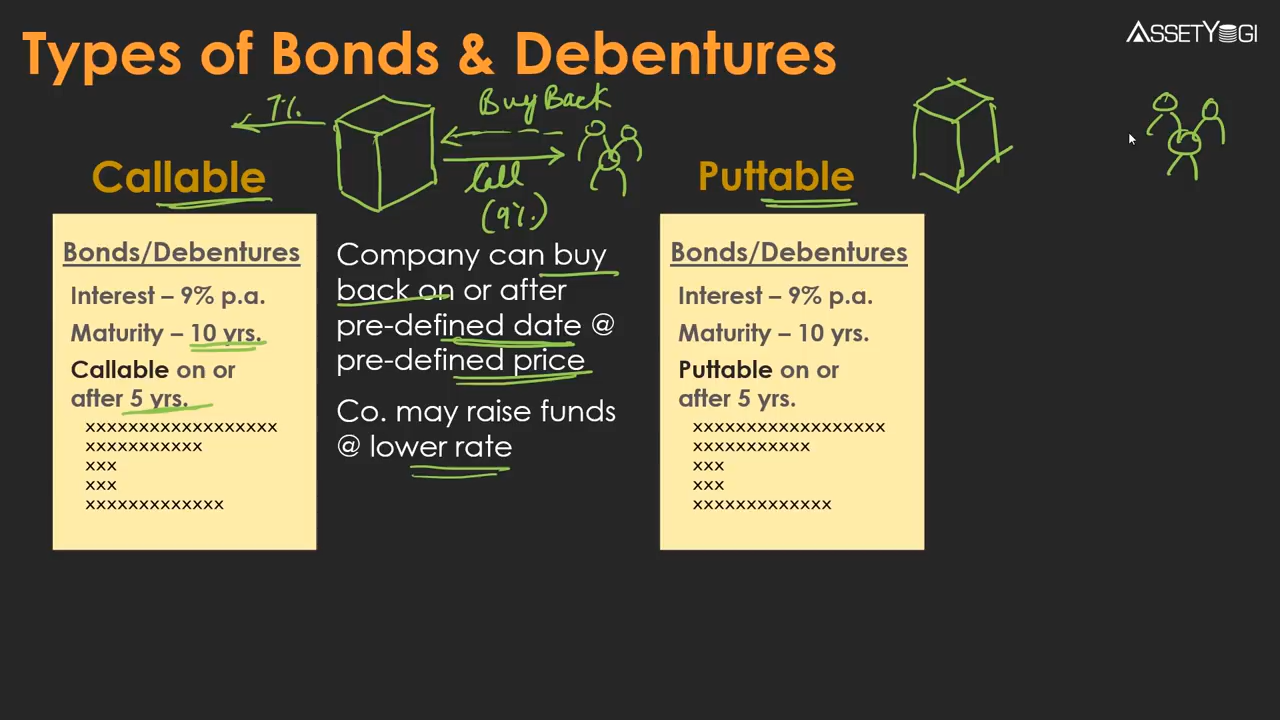 ASSETYOGI
Types of Bonds & Debentures
7%
Buy Back
Call
(9%)
Callable
Bonds/Debentures
Interest – 9% p.a.
Maturity – 10 yrs.
Callable on or
after 5 yrs.
xxxxxxxxxxxxxxxxxx
xxxxxxxxxxx
xxx
xxx
xxxxxxxxxxxxx
Company can buy
back on or after
pre-defined date @
pre-defined price
Co. may raise funds
@ lower rate
Puttable
Bonds/Debentures
Interest – 9% p.a.
Maturity – 10 yrs.
Puttable on or
after 5 yrs.
xxxxxxxxxxxxxxxxxx
xxxxxxxxxxx
xxx
xxx
xxxxxxxxxxxxx